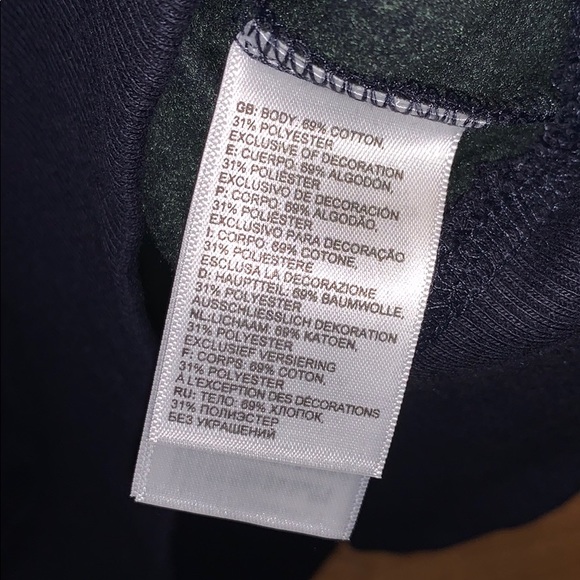 GB: BODY: 69% COTTON,
31% POLYESTER
EXCLUSIVE OF DECORATION
E: CUERPO: 69% ALGODÓN,
31% POLIÉSTER
EXCLUSIVO DE DECORACIÓN
P: CORPO: 69% ALGODÃO,
31% POLIÉSTER
EXCLUSIVO PARA DECORAÇÃO
I: CORPO: 69% COTONE,
31% POLIESTERE
ESCLUSA LA DECORAZIONE
D: HAUPTTEIL: 69% BAUMWOLLE,
31% POLYESTER
AUSSCHLIESSLICH DEKORATION
NL:LICHAAM: 69% KATOEN,
31% POLYESTER
EXCLUSIEF VERSIERING
F: CORPS: 69% COTON,
31% POLYESTER
À L'EXCEPTION DES DÉCORATIONS
RU: ТЕЛО: 69% ХЛОПОК,
31% ПОЛИЭСТЕР
БЕЗ УКРАШЕНИЙ